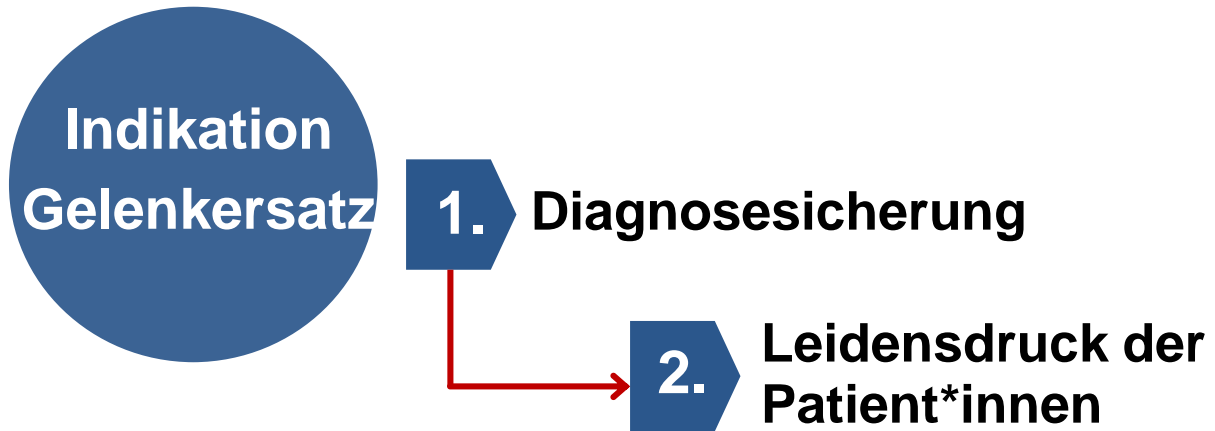 Indikation
Gelenkersatz
1. Diagnosesicherung
2. Leidensdruck der
Patient*innen